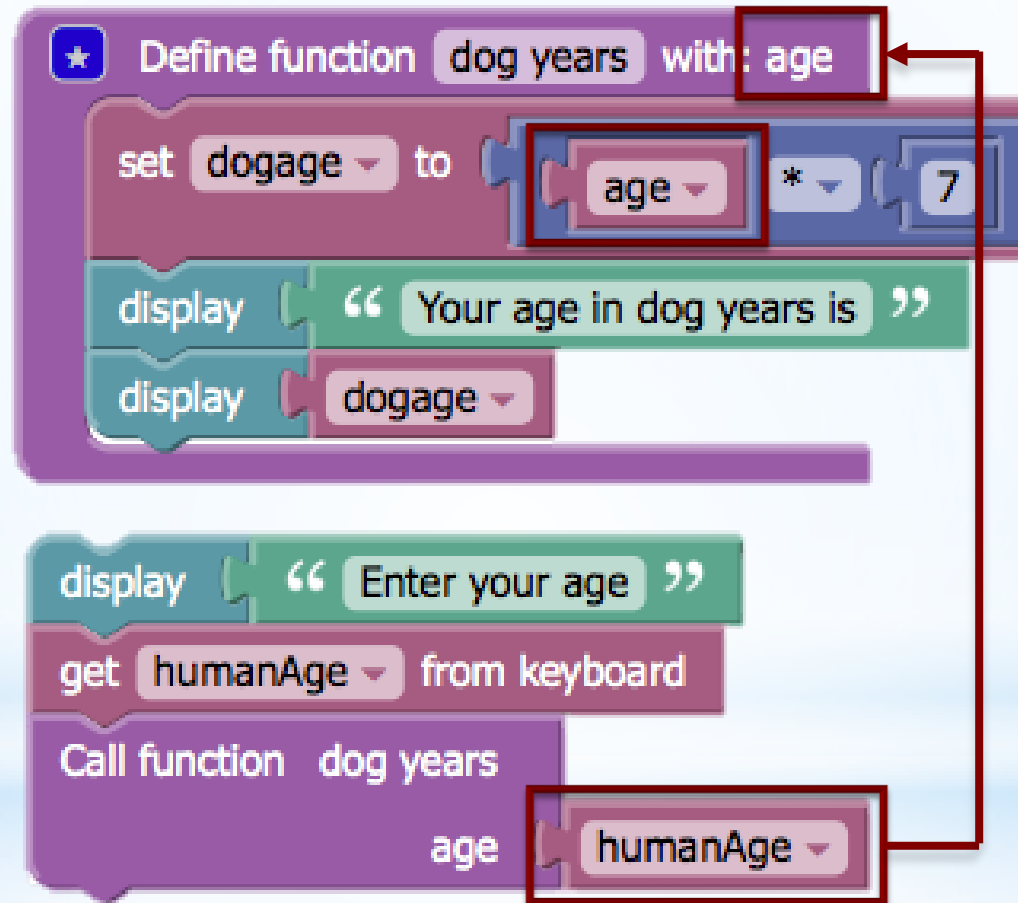 Define function dog years with: age
set dogage to age * 7
display “ Your age in dog years is ”
display dogage
display “ Enter your age ”
get humanAge from keyboard
Call function dog years
age humanAge